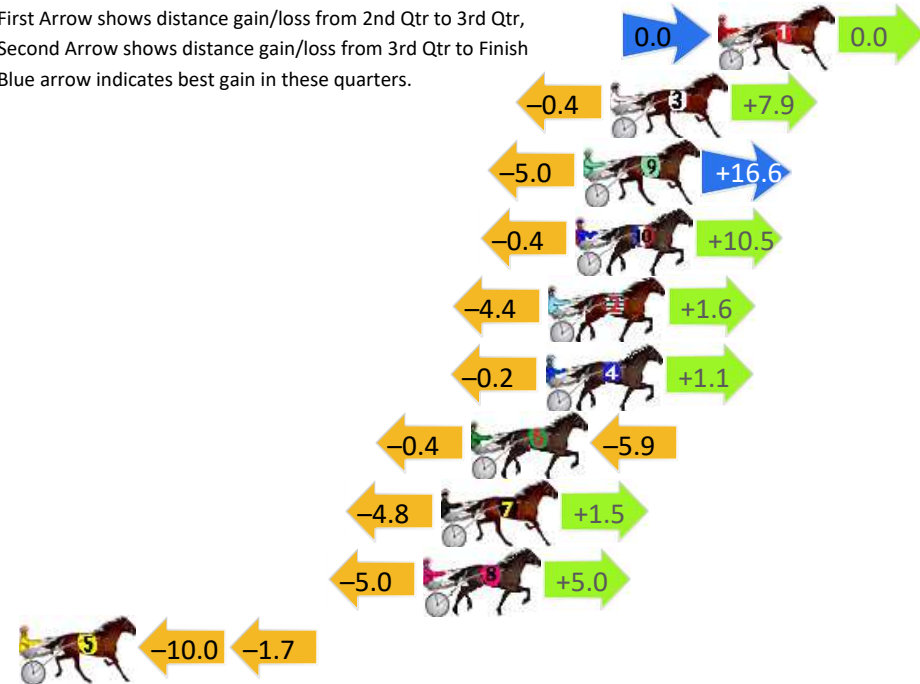 First Arrow shows distance gain/loss from 2nd Qtr to 3rd Qtr,
Second Arrow shows distance gain/loss from 3rd Qtr to Finish
Blue arrow indicates best gain in these quarters.
0.0 1 0.0
–0.4 3 +7.9
–5.0 9 +16.6
–0.4 10 +10.5
–4.4 2 +1.6
–0.2 4 +1.1
–0.4 6 –5.9
–4.8 7 +1.5
–5.0 8 +5.0
5 –10.0 –1.7